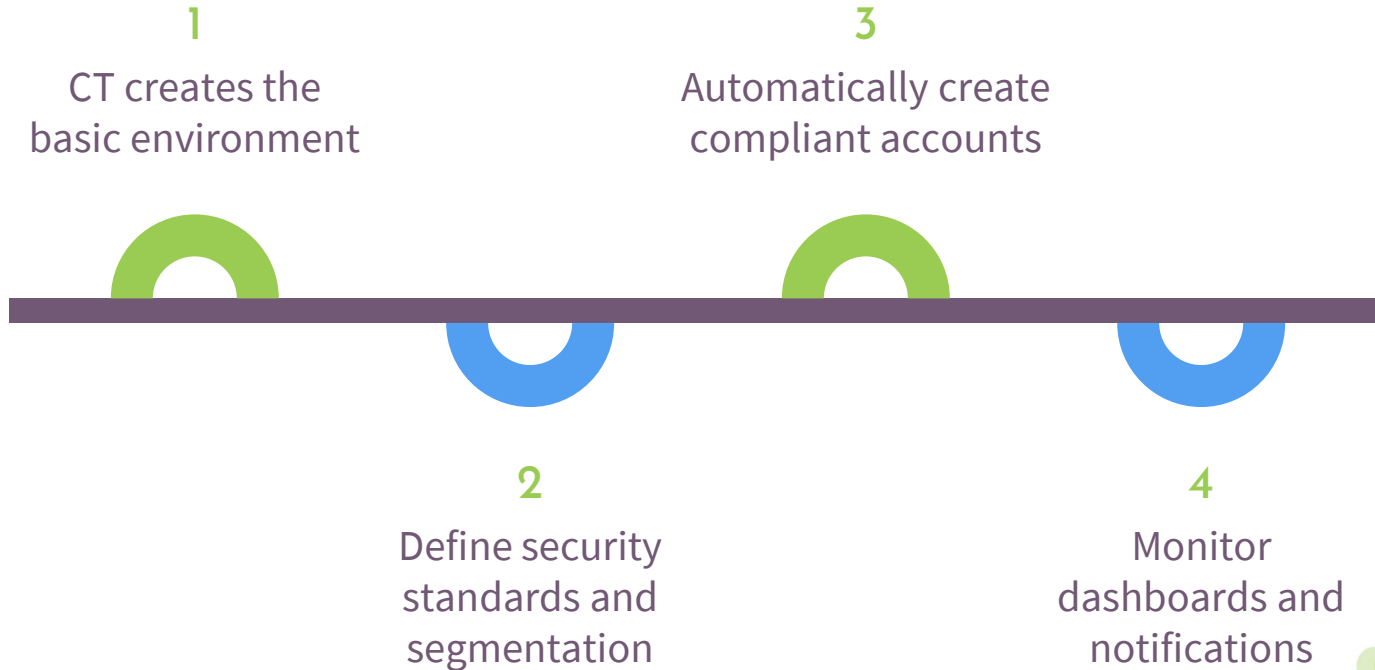 1
CT creates the
basic environment
2
Define security
standards and
segmentation
3
Automatically create
compliant accounts
4
Monitor
dashboards and
notifications